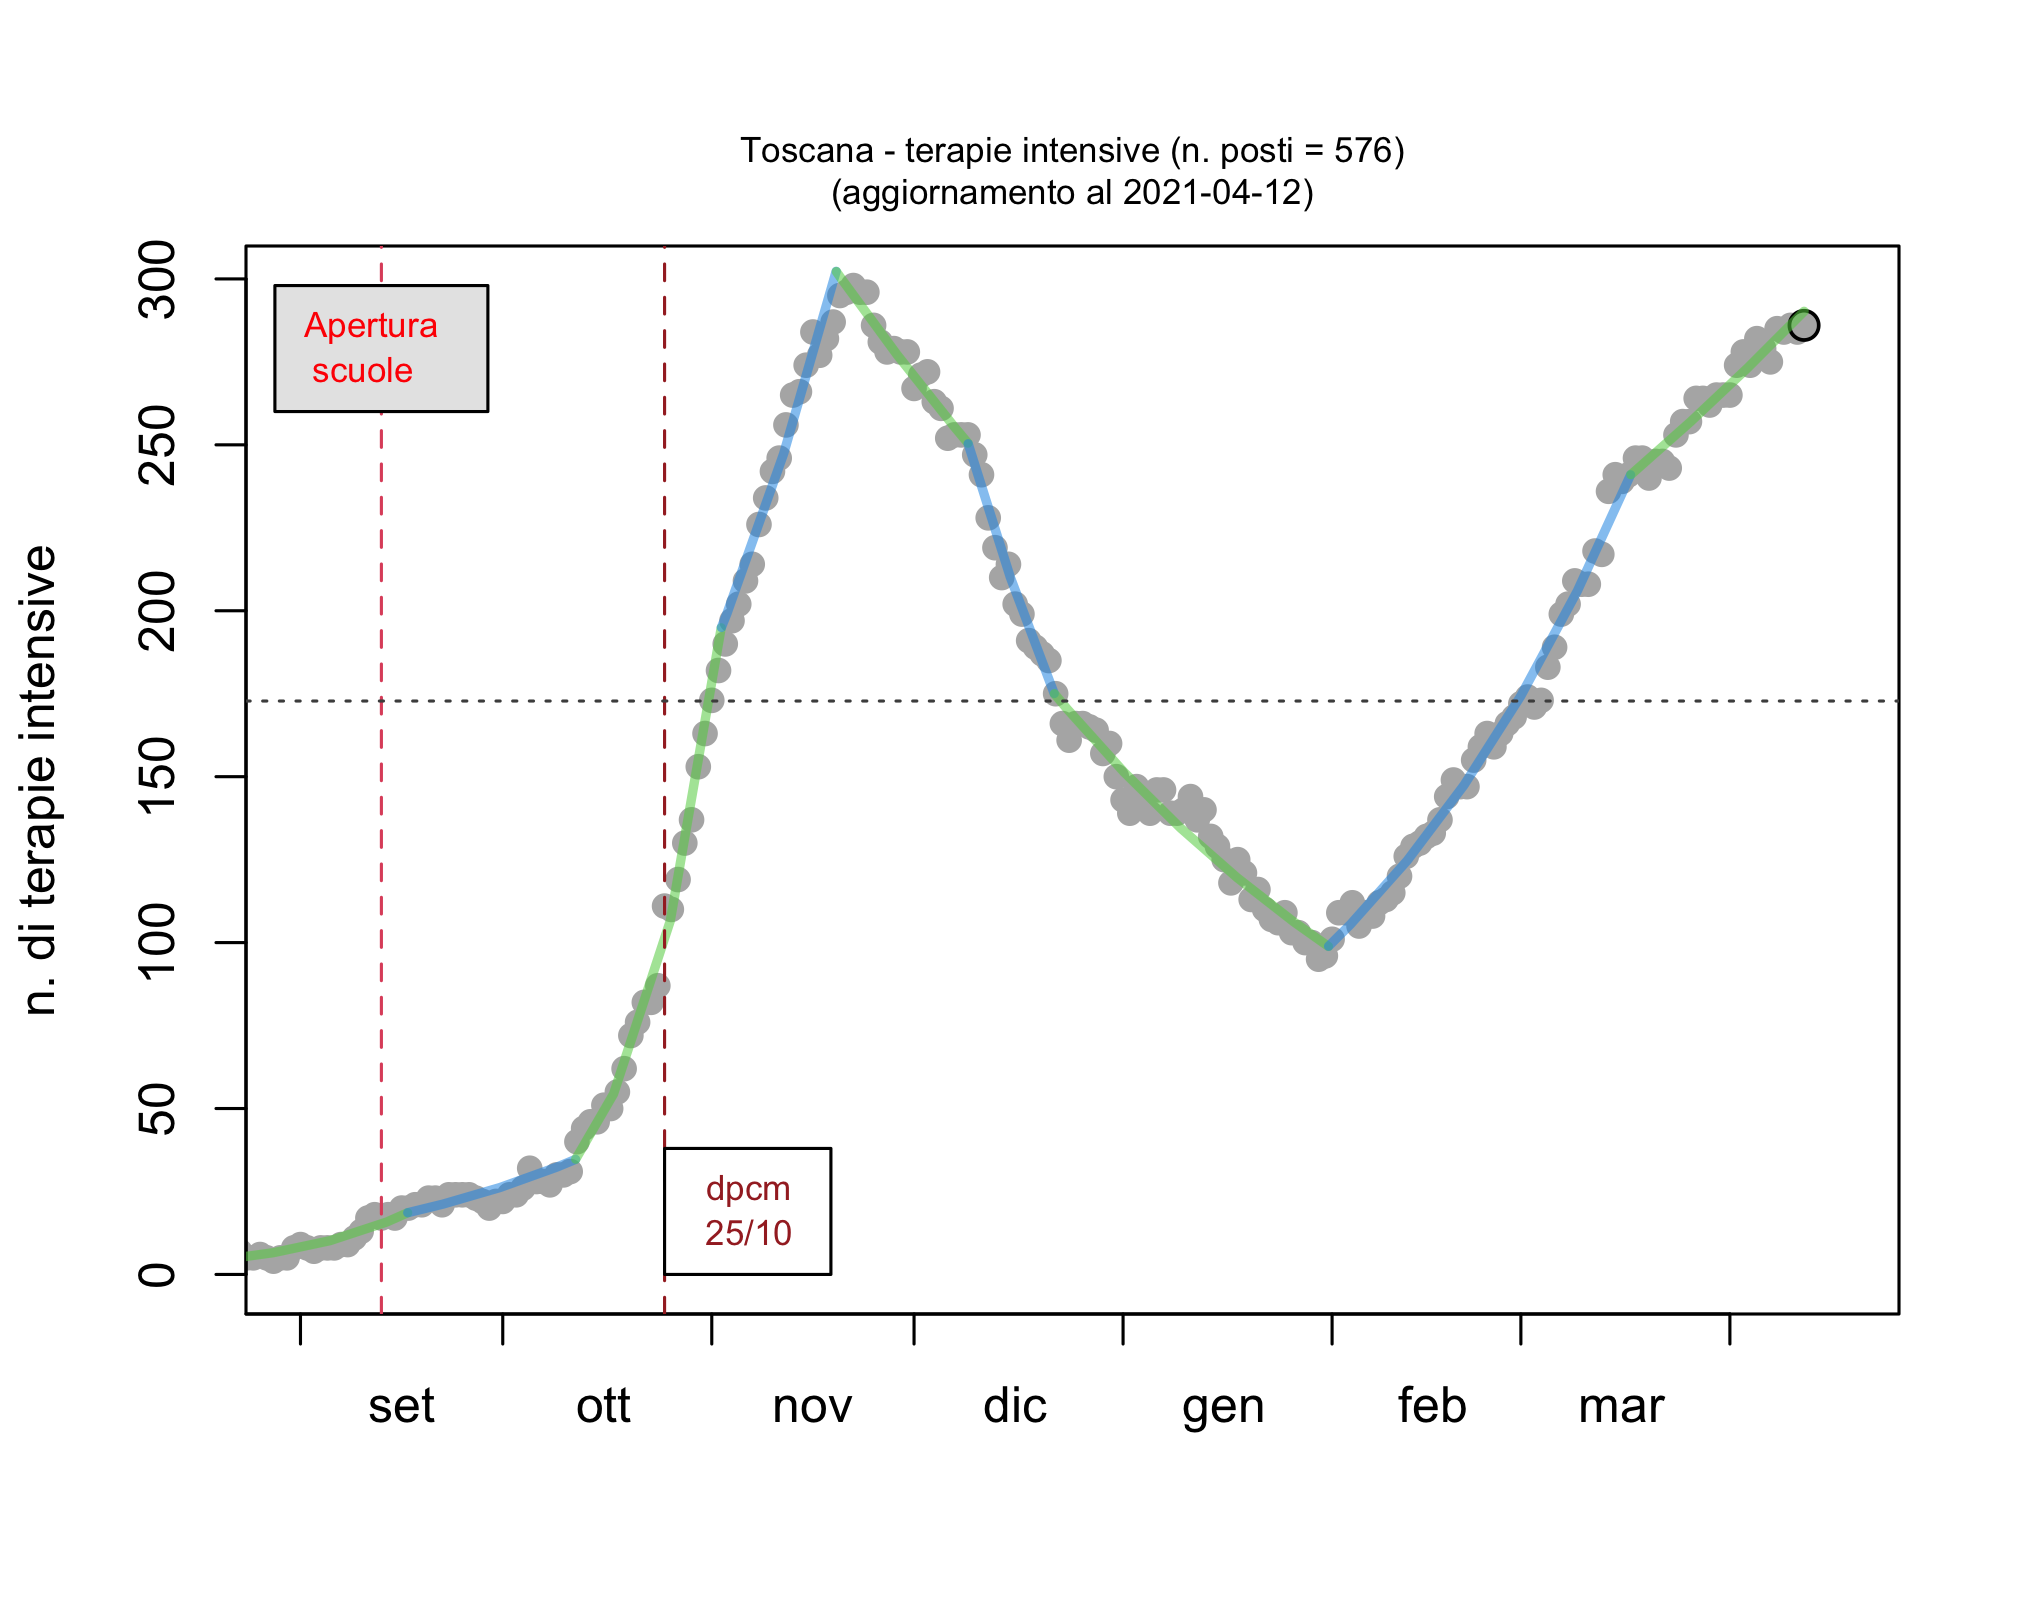 Toscana - terapie intensive (n. posti = 576)
(aggiornamento al 2021-04-12)
n. di terapie intensive
300
250
200
150
100
50
0
Apertura
scuole
dpcm
25/10
set ott nov dic gen feb mar